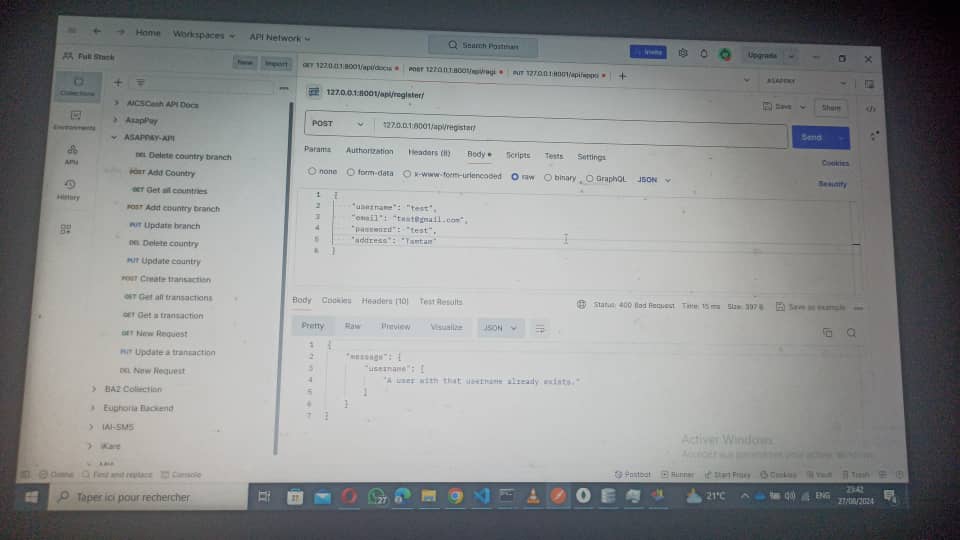 Home Workspaces API Network Search Postman Invite Upgrade
Full Stack New Import GET 127.0.0.1:8001/api/docu POST 127.0.0.1:8001/api/regi PUT 127.0.0.1:8001/api/appci + ASAPPAY
Collections
Environments
APIs
History
AICSCash API Docs
AsapPay
ASAPPAY-API
DEL Delete country branch
POST Add Country
GET Get all countries
POST Add country branch
PUT Update branch
DEL Delete country
PUT Update country
POST Create transaction
GET Get all transactions
GET Get a transaction
GET New Request
PUT Update a transaction
DEL New Request
BA2 Collection
Euphoria Backend
IAI-SMS
iKare
127.0.0.1:8001/api/register/ Save Share
POST 127.0.0.1:8001/api/register/ Send
Params Authorization Headers (8) Body Scripts Tests Settings Cookies
none form-data x-www-form-urlencoded raw binary GraphQL JSON Beautify
1 {
2 "username": "test",
3 "email": "test@gmail.com",
4 "password": "test",
5 "address": "Tamtam"
6 }
Body Cookies Headers (10) Test Results Status: 400 Bad Request Time: 15 ms Size: 397 B Save as example
Pretty Raw Preview Visualize JSON
1 {
2 "message": {
3 "username": [
4 "A user with that username already exists."
5 ]
6 }
7 }
Activer Windows
Accédez aux paramètres pour activer Windows.
Online Find and replace Console Postbot Runner Start Proxy Cookies Vault Trash
Taper ici pour rechercher 27 27 21°C ENG 23:42
27/08/2024 4